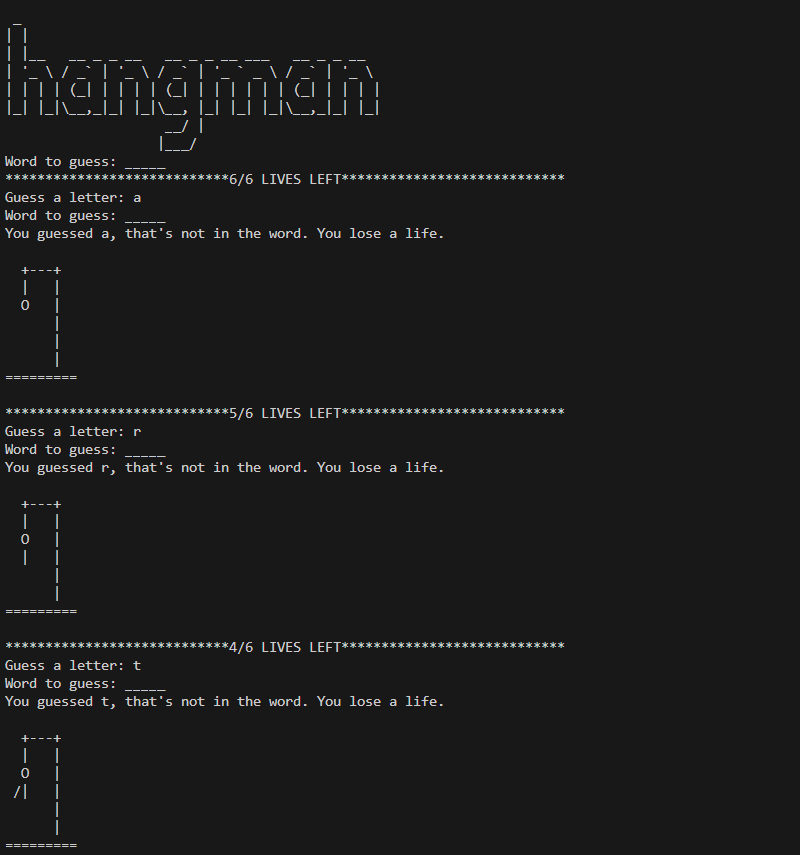 _
| |
| |__   __ _ _ __   __ _ _ __ ___   __ _ _ __
| '_ \ / _` | '_ \ / _` | '_ ` _ \ / _` | '_ \
| | | | (_| | | | | (_| | | | | | | (_| | | | |
|_| |_|\__,_|_| |_|\__, |_| |_| |_|\__,_|_| |_|
                    __/ |
                   |___/
Word to guess: _____
****************************6/6 LIVES LEFT****************************
Guess a letter: a
Word to guess: _____
You guessed a, that's not in the word. You lose a life.

  +---+
  |   |
  O   |
      |
      |
      |
=========

****************************5/6 LIVES LEFT****************************
Guess a letter: r
Word to guess: _____
You guessed r, that's not in the word. You lose a life.

  +---+
  |   |
  O   |
  |   |
      |
      |
=========

****************************4/6 LIVES LEFT****************************
Guess a letter: t
Word to guess: _____
You guessed t, that's not in the word. You lose a life.

  +---+
  |   |
  O   |
 /|   |
      |
      |
=========